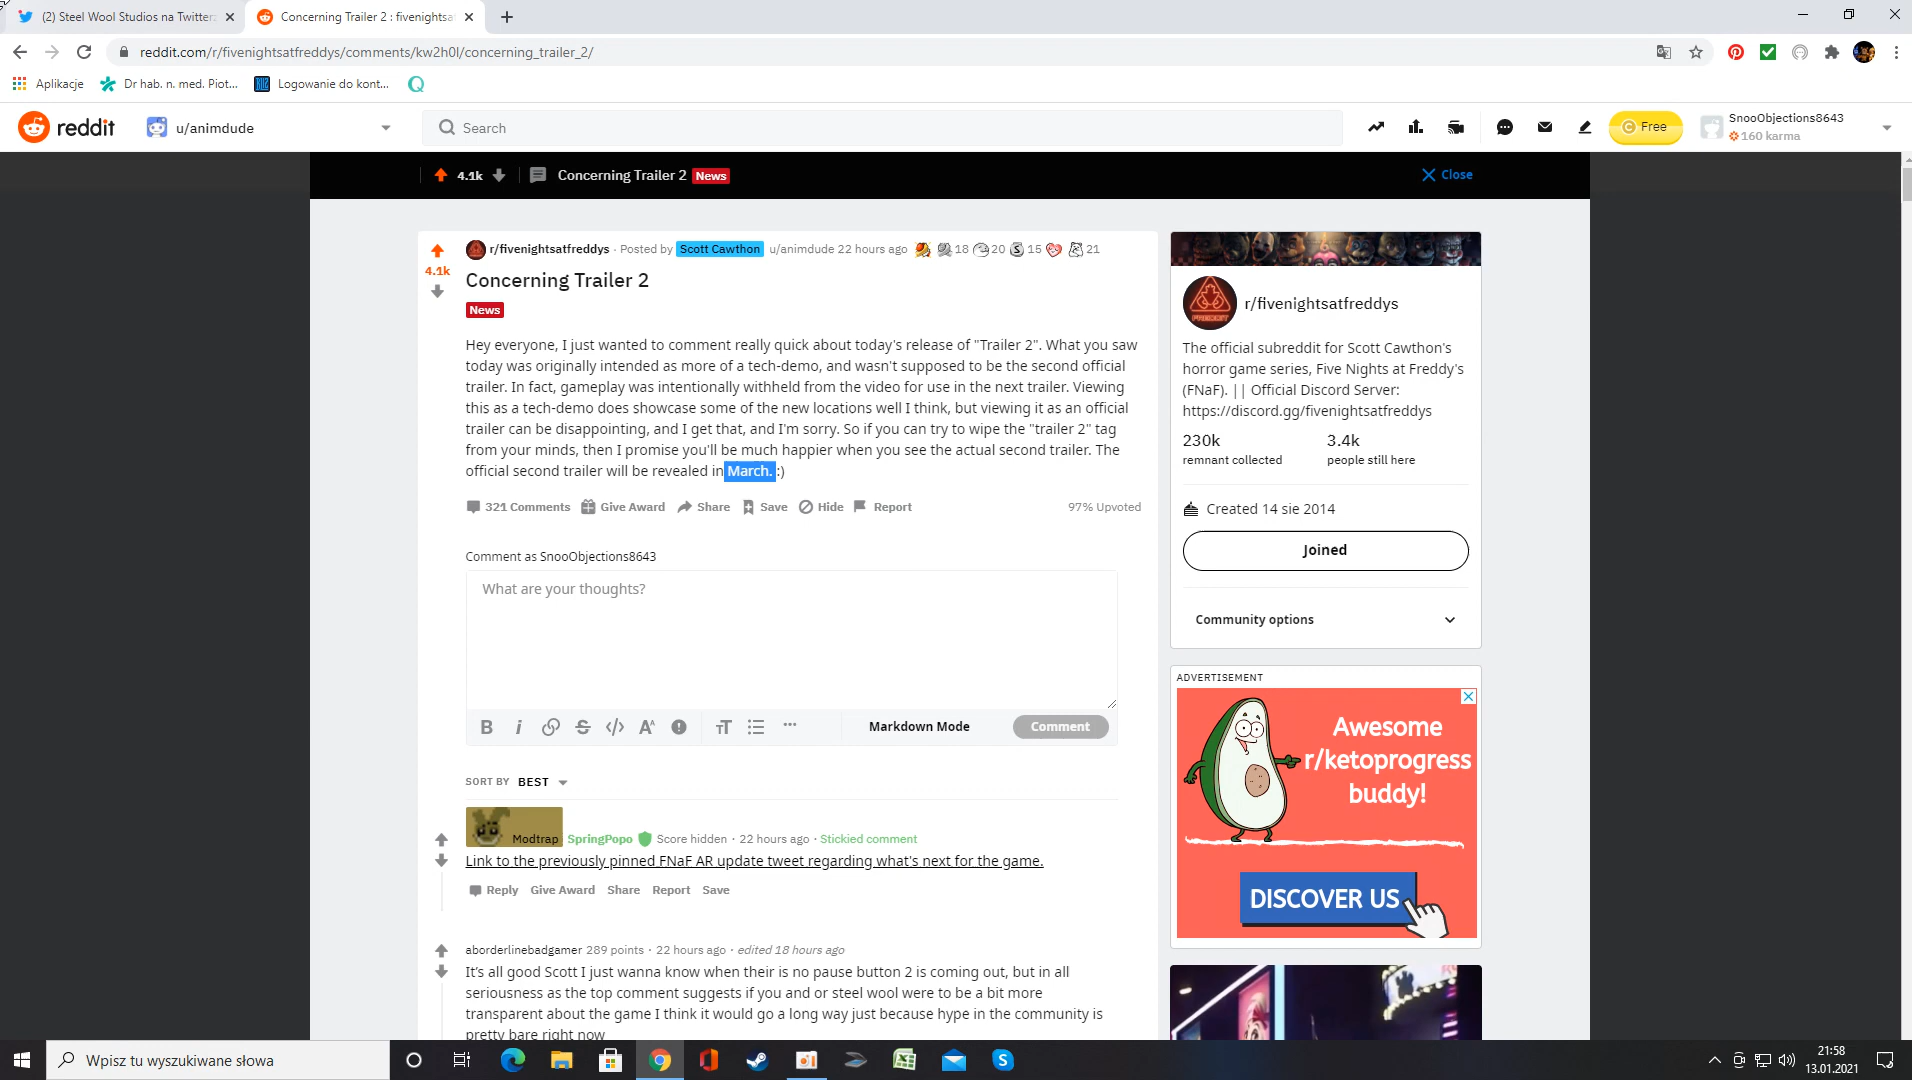 (2) Steel Wool Studios na Twitterz
Concerning Trailer 2 : fivenightsat
reddit.com/r/fivenightsatfreddys/comments/kw2h0l/concerning_trailer_2/
Aplikacje
Dr hab. n. med. Piot...
Logowanie do kont...
reddit
u/animdude
Search
Free
SnooObjections8643
160 karma
4.1k
Concerning Trailer 2 News
Close
r/fivenightsatfreddys · Posted by Scott Cawthon u/animdude 22 hours ago 18 20 15 21
4.1k
Concerning Trailer 2
News
Hey everyone, I just wanted to comment really quick about today's release of "Trailer 2". What you saw
today was originally intended as more of a tech-demo, and wasn't supposed to be the second official
trailer. In fact, gameplay was intentionally withheld from the video for use in the next trailer. Viewing
this as a tech-demo does showcase some of the new locations well I think, but viewing it as an official
trailer can be disappointing, and I get that, and I'm sorry. So if you can try to wipe the "trailer 2" tag
from your minds, then I promise you'll be much happier when you see the actual second trailer. The
official second trailer will be revealed in March. :)
321 Comments Give Award Share Save Hide Report 97% Upvoted
Comment as SnooObjections8643
What are your thoughts?
Markdown Mode
Comment
SORT BY BEST
Modtrap SpringPopo Score hidden · 22 hours ago · Stickied comment
Link to the previously pinned FNaF AR update tweet regarding what's next for the game.
Reply Give Award Share Report Save
aborderlinebadgamer 289 points · 22 hours ago · edited 18 hours ago
It's all good Scott I just wanna know when their is no pause button 2 is coming out, but in all
seriousness as the top comment suggests if you and or steel wool were to be a bit more
transparent about the game I think it would go a long way just because hype in the community is
pretty bare right now
r/fivenightsatfreddys
The official subreddit for Scott Cawthon's
horror game series, Five Nights at Freddy's
(FNaF). || Official Discord Server:
https://discord.gg/fivenightsatfreddys
230k
remnant collected
3.4k
people still here
Created 14 sie 2014
Joined
Community options
ADVERTISEMENT
Awesome
r/ketoprogress
buddy!
DISCOVER US
Wpisz tu wyszukiwane słowa
21:58
13.01.2021